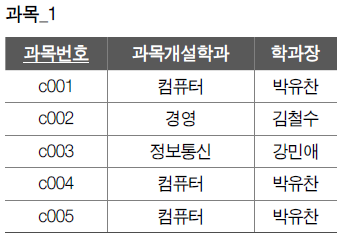 과목_1
과목번호 과목개설학과 학과장
c001 컴퓨터 박유찬
c002 경영 김철수
c003 정보통신 강민애
c004 컴퓨터 박유찬
c005 컴퓨터 박유찬